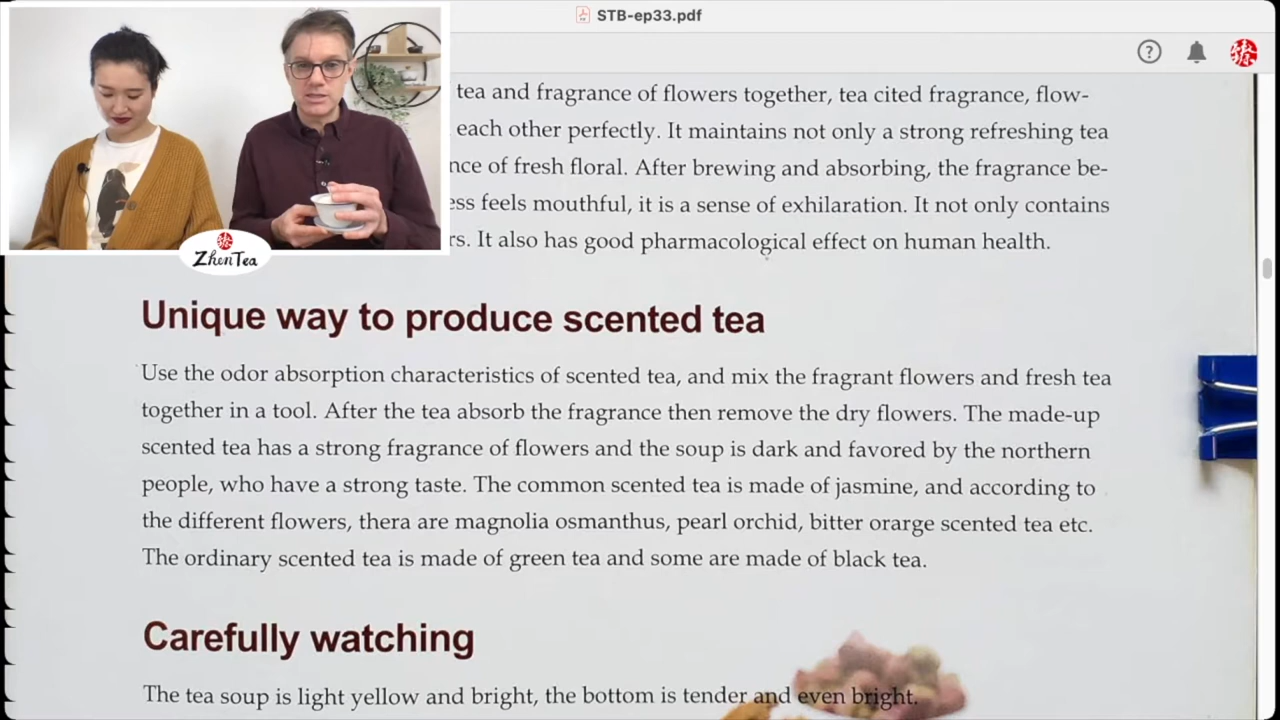 STB-ep33.pdf
tea and fragrance of flowers together, tea cited fragrance, flow-
each other perfectly. It maintains not only a strong refreshing tea
nce of fresh floral. After brewing and absorbing, the fragrance be-
ess feels mouthful, it is a sense of exhilaration. It not only contains
rs. It also has good pharmacological effect on human health.
ZhenTea
Unique way to produce scented tea
Use the odor absorption characteristics of scented tea, and mix the fragrant flowers and fresh tea
together in a tool. After the tea absorb the fragrance then remove the dry flowers. The made-up
scented tea has a strong fragrance of flowers and the soup is dark and favored by the northern
people, who have a strong taste. The common scented tea is made of jasmine, and according to
the different flowers, thera are magnolia osmanthus, pearl orchid, bitter orarge scented tea etc.
The ordinary scented tea is made of green tea and some are made of black tea.
Carefully watching
The tea soup is light yellow and bright, the bottom is tender and even bright.